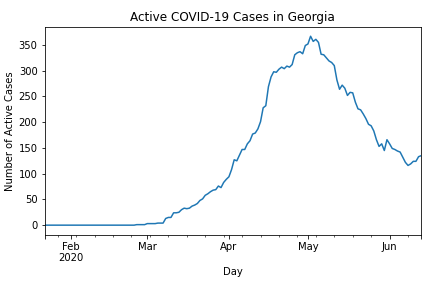 Active COVID-19 Cases in Georgia
350
300
250
200
150
100
50
0
Number of Active Cases
Feb
2020
Mar
Apr
May
Jun
Day